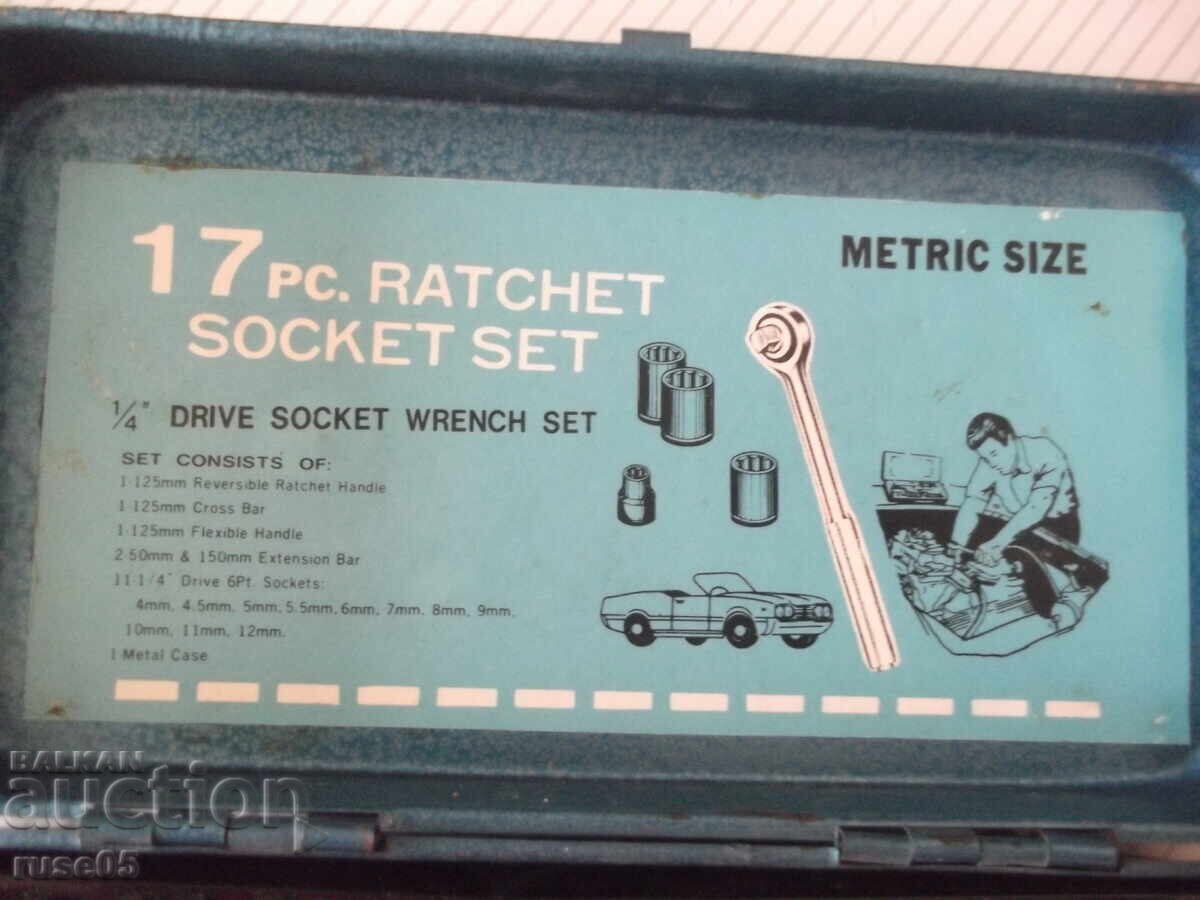 17 PC. RATCHET
SOCKET SET
METRIC SIZE
1/4" DRIVE SOCKET WRENCH SET
SET CONSISTS OF:
1·125mm Reversible Ratchet Handle
1·125mm Cross Bar
1·125mm Flexible Handle
2·50mm & 150mm Extension Bar
11·1/4" Drive 6Pt. Sockets:
4mm, 4.5mm, 5mm, 5.5mm, 6mm, 7mm, 8mm, 9mm,
10mm, 11mm, 12mm.
1·Metal Case
BALKAN
auction
ruse05